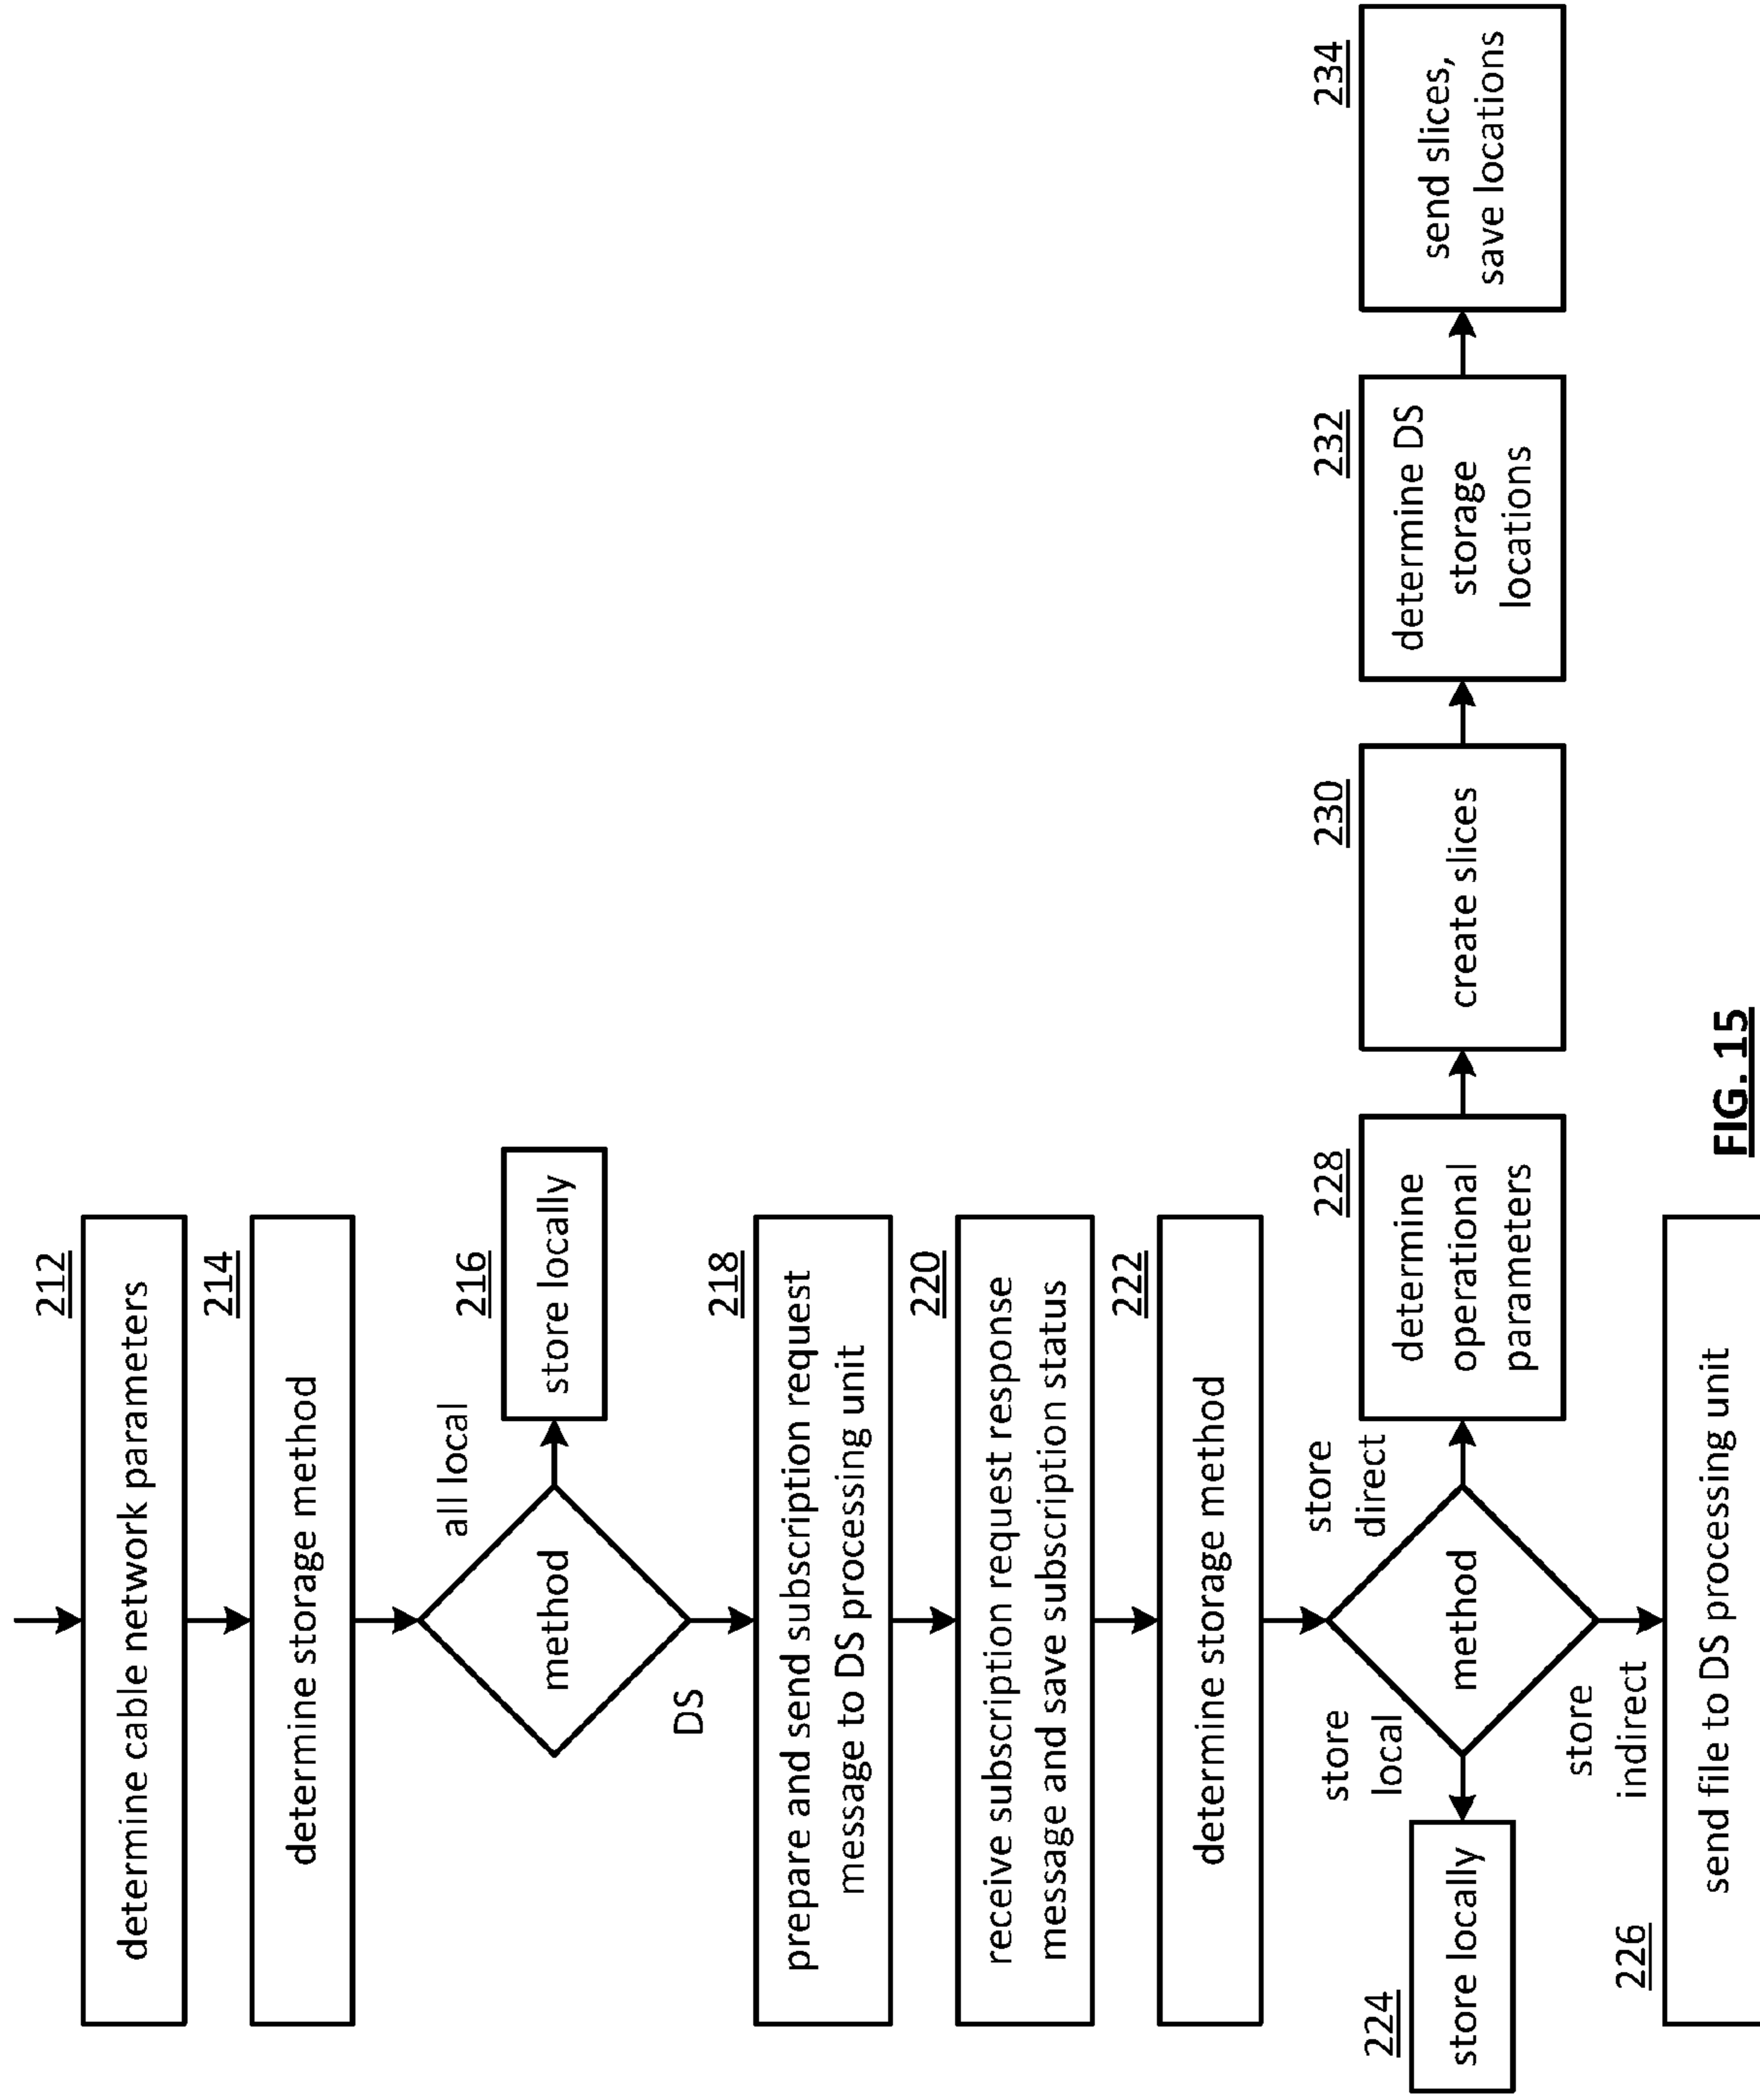 212
determine cable network parameters
214
determine storage method
all local
216
method
store locally
DS
218
prepare and send subscription request
message to DS processing unit
220
receive subscription request response
message and save subscription status
222
determine storage method
224
store locally
store
local
method
store
direct
228
determine
operational
parameters
230
create slices
232
determine DS
storage
locations
234
send slices,
save locations
store
indirect
226
send file to DS processing unit
FIG. 15